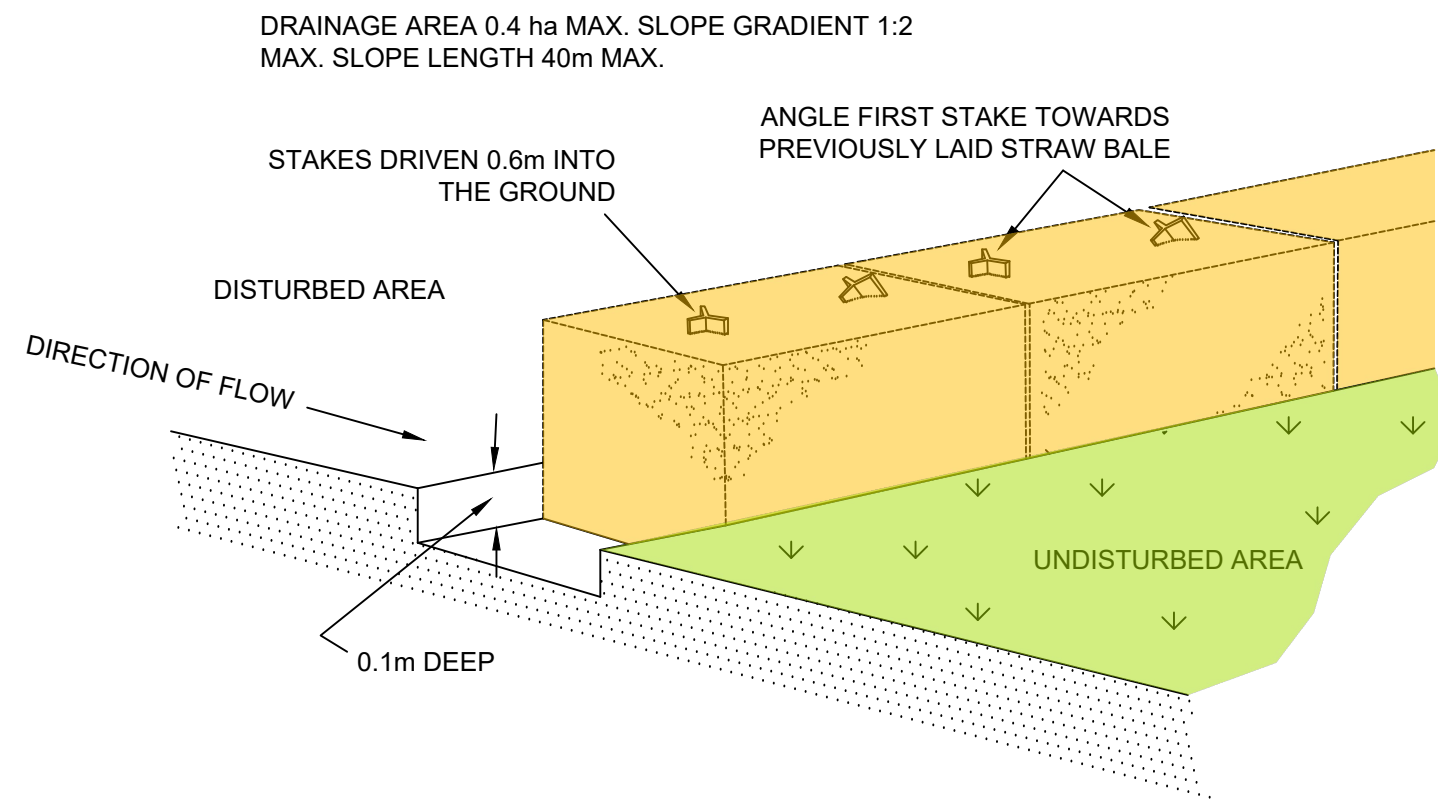 DRAINAGE AREA 0.4 ha MAX. SLOPE GRADIENT 1:2
MAX. SLOPE LENGTH 40m MAX.
ANGLE FIRST STAKE TOWARDS
PREVIOUSLY LAID STRAW BALE
STAKES DRIVEN 0.6m INTO
THE GROUND
DISTURBED AREA
DIRECTION OF FLOW
UNDISTURBED AREA
0.1m DEEP